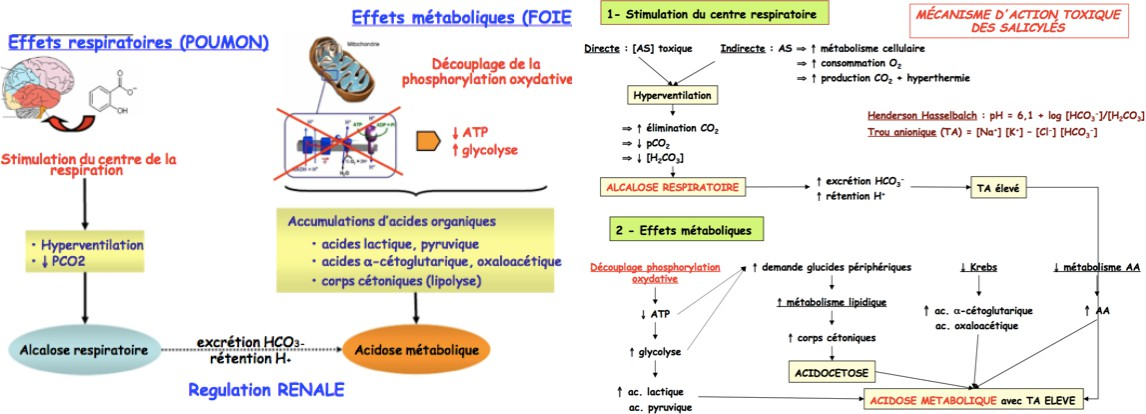 Effets métaboliques (FOIE
Effets respiratoires (POUMON)
Mitochondrie
Découplage de la
phosphorylation oxydative
O
O⁻
OH
H⁺
H⁺
H⁺
ATP
ADP + Pi
H₂O
H⁺
↓ ATP
↑ glycolyse
Stimulation du centre de la
respiration
• Hyperventilation
• ↓ PCO2
Accumulations d'acides organiques
• acides lactique, pyruvique
• acides α-cétoglutarique, oxaloacétique
• corps cétoniques (lipolyse)
Alcalose respiratoire
excrétion HCO3-
rétention H+
Acidose métabolique
Regulation RENALE
1- Stimulation du centre respiratoire
MÉCANISME D'ACTION TOXIQUE
DES SALICYLÉS
Directe : [AS] toxique
Indirecte : AS ⇒ ↑ métabolisme cellulaire
⇒ ↑ consommation O₂
⇒ ↑ production CO₂ + hyperthermie
Hyperventilation
Henderson Hasselbalch : pH = 6,1 + log [HCO₃⁻]/[H₂CO₃]
Trou anionique (TA) = [Na⁺] [K⁺] – [Cl⁻] [HCO₃⁻]
⇒ ↑ élimination CO₂
⇒ ↓ pCO₂
⇒ ↓ [H₂CO₃]
ALCALOSE RESPIRATOIRE
↑ excrétion HCO₃⁻
↑ rétention H⁺
TA élevé
2 - Effets métaboliques
Découplage phosphorylation
oxydative
↑ demande glucides périphériques
↓ Krebs
↓ métabolisme AA
↓ ATP
↑ métabolisme lipidique
↑ ac. α-cétoglutarique
ac. oxaloacétique
↑ AA
↑ glycolyse
↑ corps cétoniques
ACIDOCETOSE
↑ ac. lactique
ac. pyruvique
ACIDOSE METABOLIQUE avec TA ELEVE